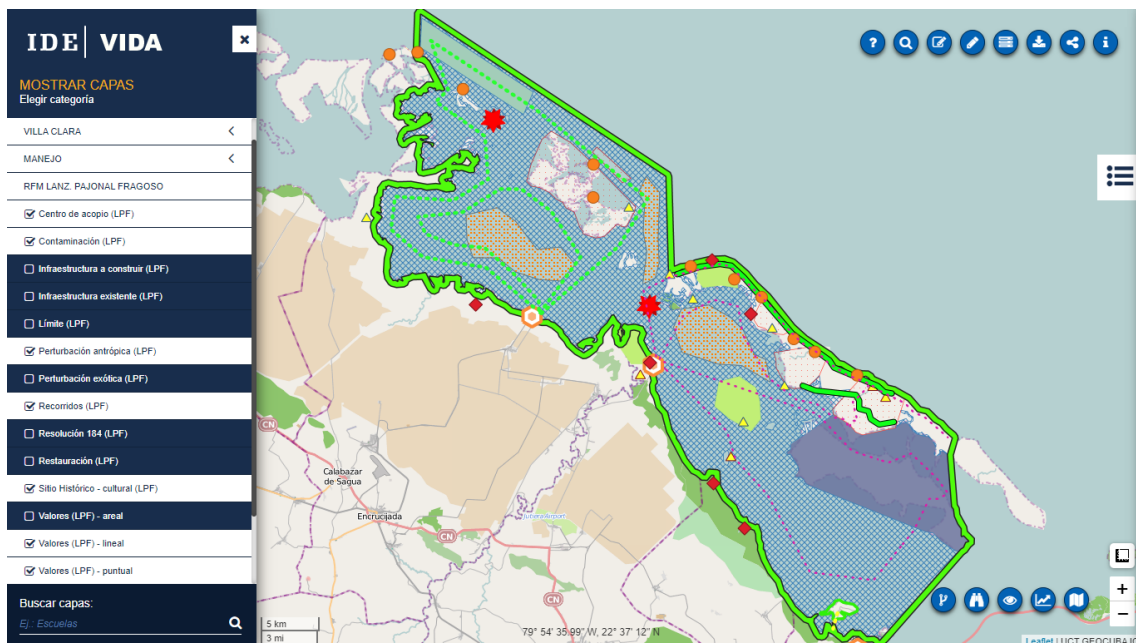 IDE VIDA
MOSTRAR CAPAS
Elegir categoría
VILLA CLARA
MANEJO
RFM LANZ. PAJONAL FRAGOSO
Centro de acopio (LPF)
Contaminación (LPF)
Infraestructura a construir (LPF)
Infraestructura existente (LPF)
Límite (LPF)
Perturbación antrópica (LPF)
Perturbación exótica (LPF)
Recorridos (LPF)
Resolución 184 (LPF)
Restauración (LPF)
Sitio Histórico - cultural (LPF)
Valores (LPF) - areal
Valores (LPF) - lineal
Valores (LPF) - puntual
Buscar capas:
Ej.: Escuelas
CN
Calabazar
de Sagua
Encrucijada
CN
CN
5 km
3 mi
79° 54' 35.99" W, 22° 37' 12" N
+
−
Leaflet | UCT GEOCUBA